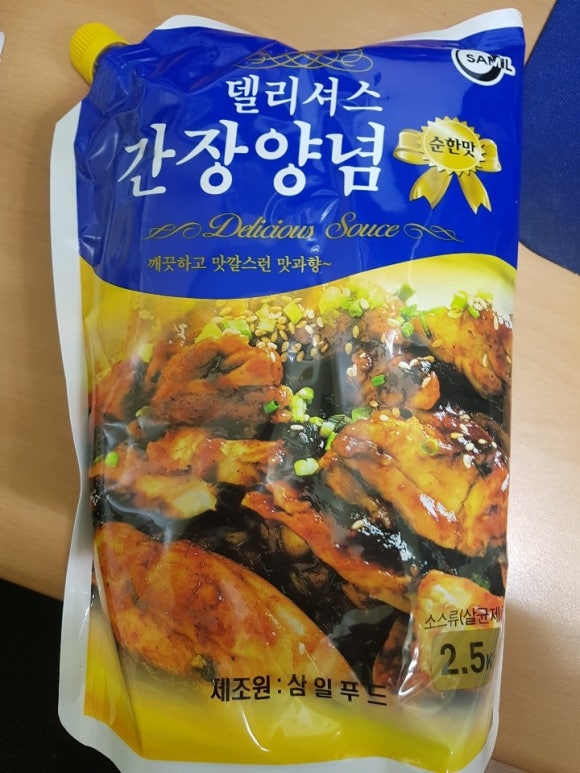 SAMIL
델리셔스
간장양념
순한맛
Delicious Souce
깨끗하고 맛깔스런 맛과향~
소스류(살균제
2.5K
제조원 : 삼일푸드